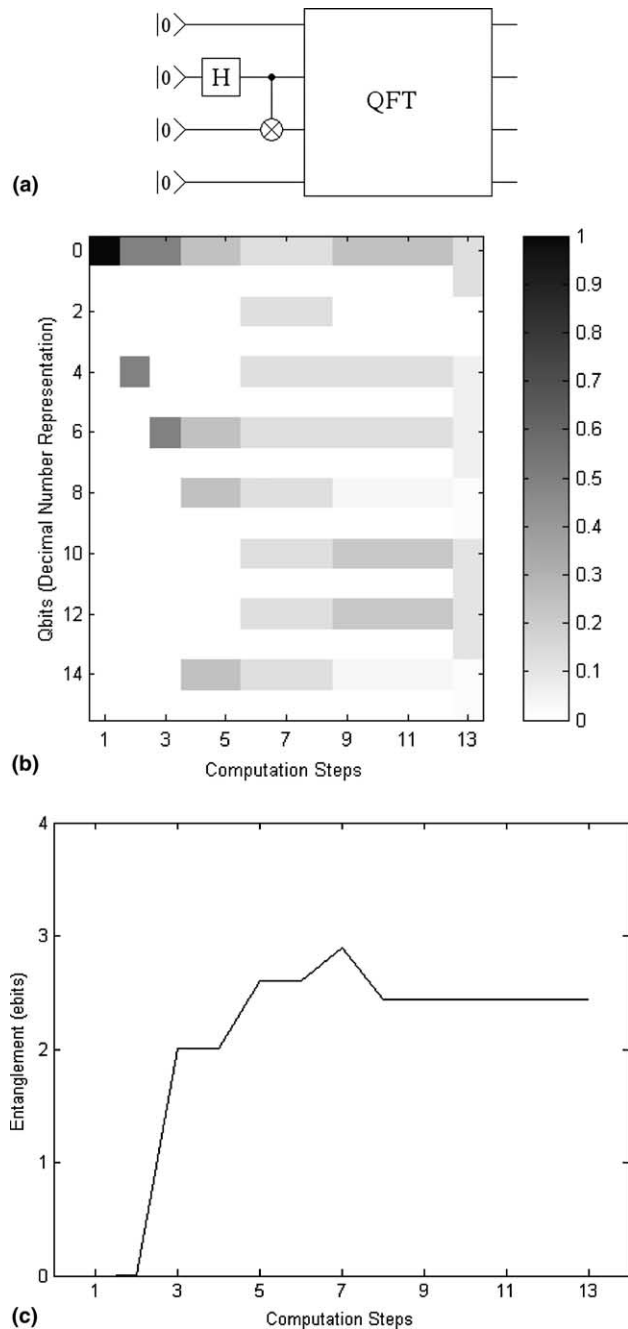 |0>
|0> H
QFT
|0>
|0>
(a)
0
2
4
6
8
10
12
14
Qbits (Decimal Number Representation)
1 3 5 7 9 11 13
Computation Steps
1
0.9
0.8
0.7
0.6
0.5
0.4
0.3
0.2
0.1
0
(b)
4
3
2
1
0
Entanglement (ebits)
1 3 5 7 9 11 13
Computation Steps
(c)